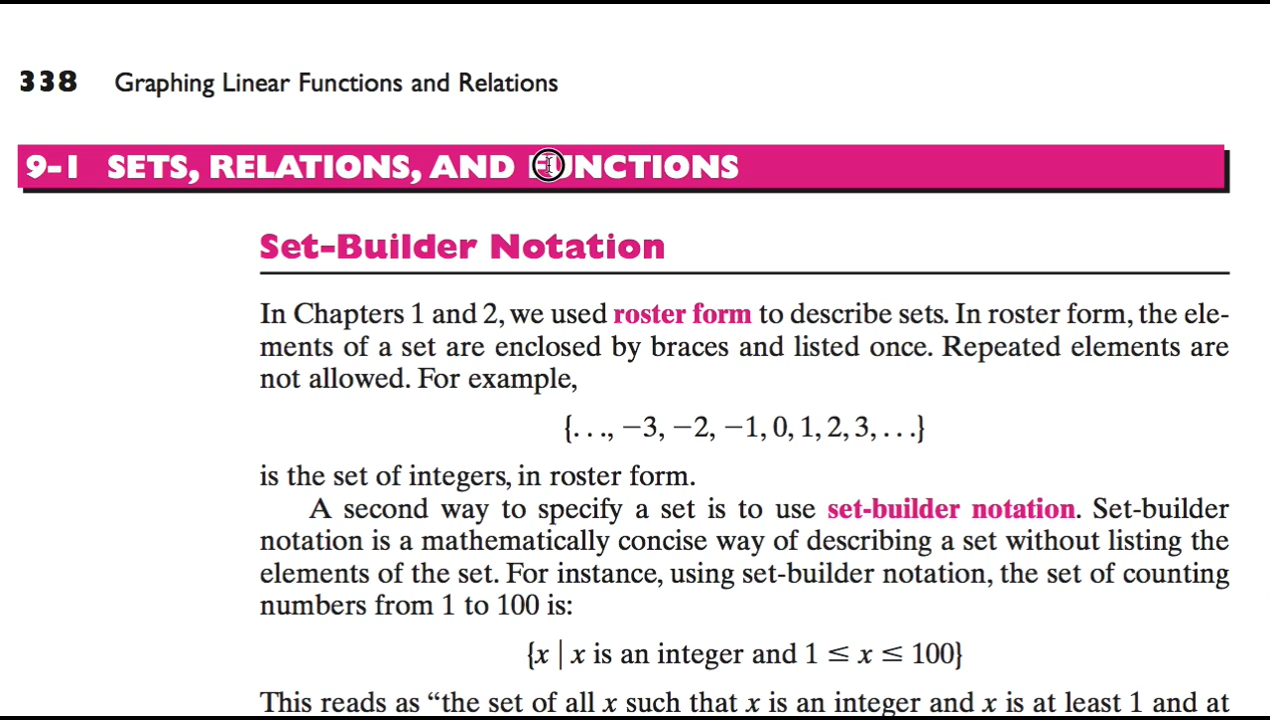 338 Graphing Linear Functions and Relations
9-1 SETS, RELATIONS, AND FUNCTIONS
Set-Builder Notation
In Chapters 1 and 2, we used roster form to describe sets. In roster form, the ele-
ments of a set are enclosed by braces and listed once. Repeated elements are
not allowed. For example,
{. . ., −3, −2, −1, 0, 1, 2, 3, . . .}
is the set of integers, in roster form.
A second way to specify a set is to use set-builder notation. Set-builder
notation is a mathematically concise way of describing a set without listing the
elements of the set. For instance, using set-builder notation, the set of counting
numbers from 1 to 100 is:
{x | x is an integer and 1 ≤ x ≤ 100}
This reads as “the set of all x such that x is an integer and x is at least 1 and at